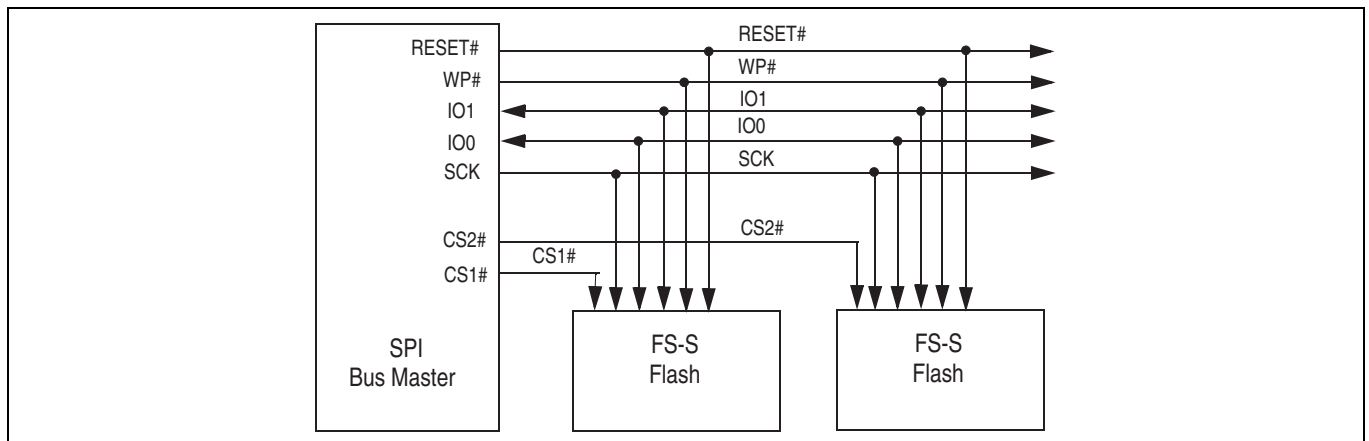 RESET#
RESET#
WP#
WP#
IO1
IO1
IO0
IO0
SCK
SCK
CS2#
CS2#
CS1#
CS1#
SPI
Bus Master
FS-S
Flash
FS-S
Flash